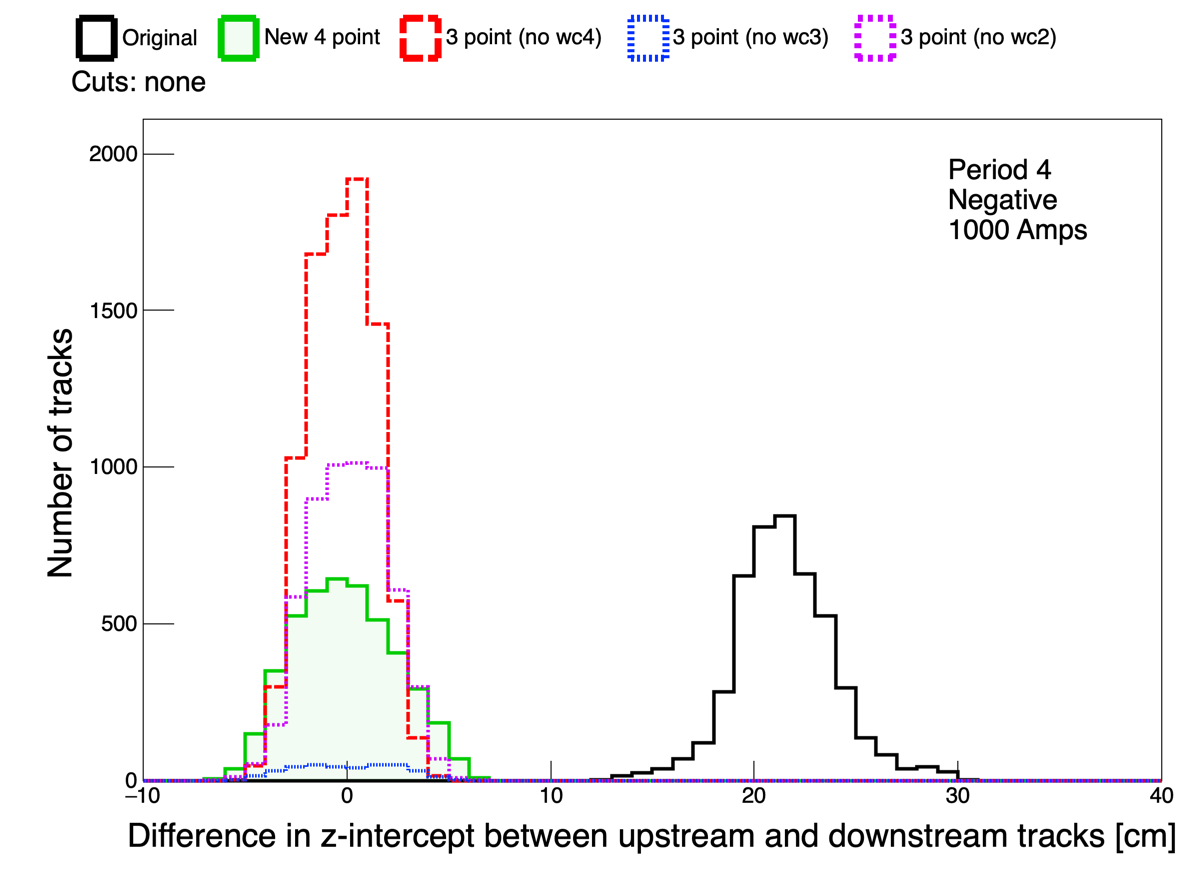 Original New 4 point 3 point (no wc4) 3 point (no wc3) 3 point (no wc2)
Cuts: none
2000
Period 4
Negative
1000 Amps
1500
1000
500
0
−10 0 10 20 30 40
Number of tracks
Difference in z-intercept between upstream and downstream tracks [cm]